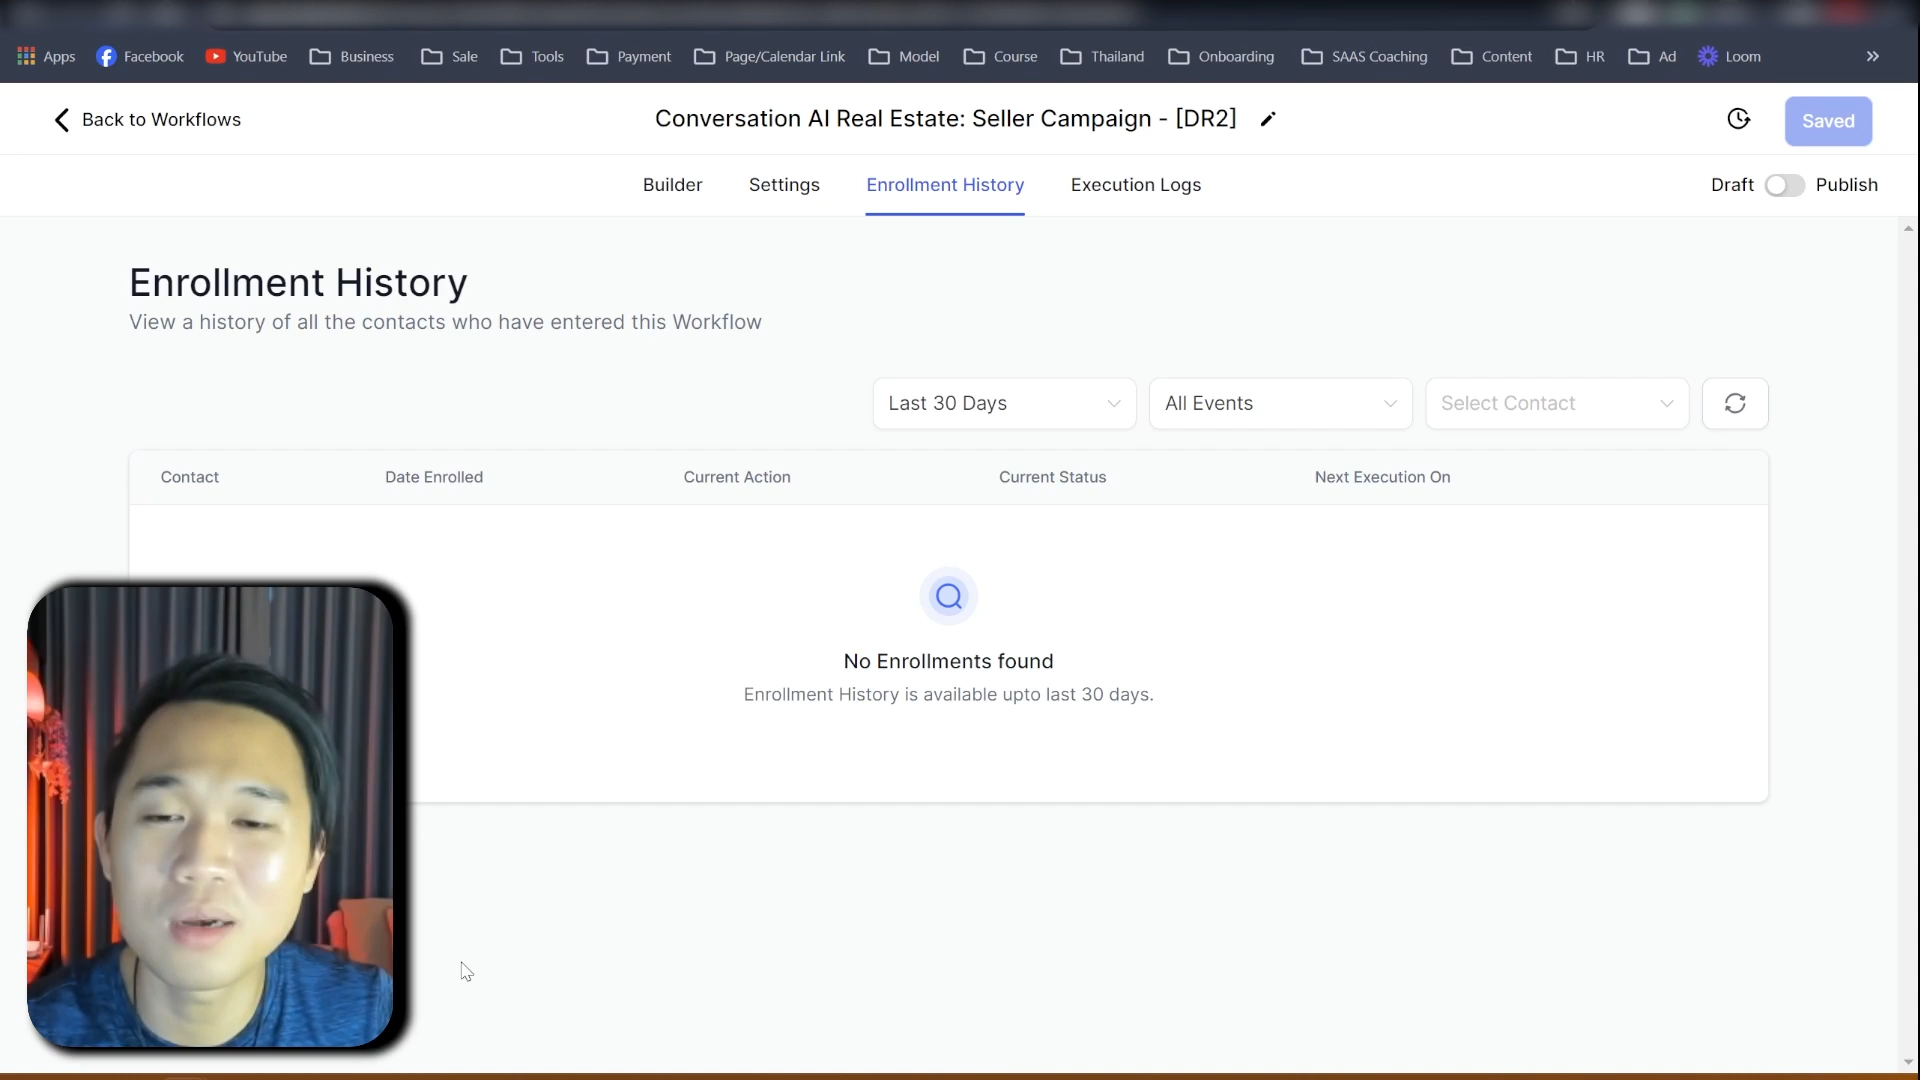 Apps Facebook YouTube Business Sale Tools Payment Page/Calendar Link Model Course Thailand Onboarding SAAS Coaching Content HR Ad Loom
Back to Workflows
Conversation AI Real Estate: Seller Campaign - [DR2]
Saved
Builder Settings Enrollment History Execution Logs
Draft Publish
Enrollment History
View a history of all the contacts who have entered this Workflow
Last 30 Days All Events Select Contact
Contact Date Enrolled Current Action Current Status Next Execution On
No Enrollments found
Enrollment History is available upto last 30 days.